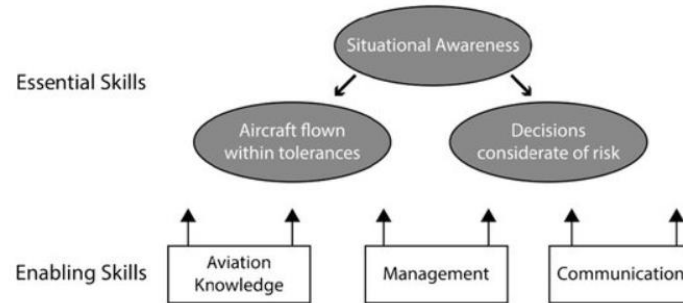 Situational Awareness
Essential Skills
Aircraft flown
within tolerances
Decisions
considerate of risk
Enabling Skills
Aviation
Knowledge
Management
Communication